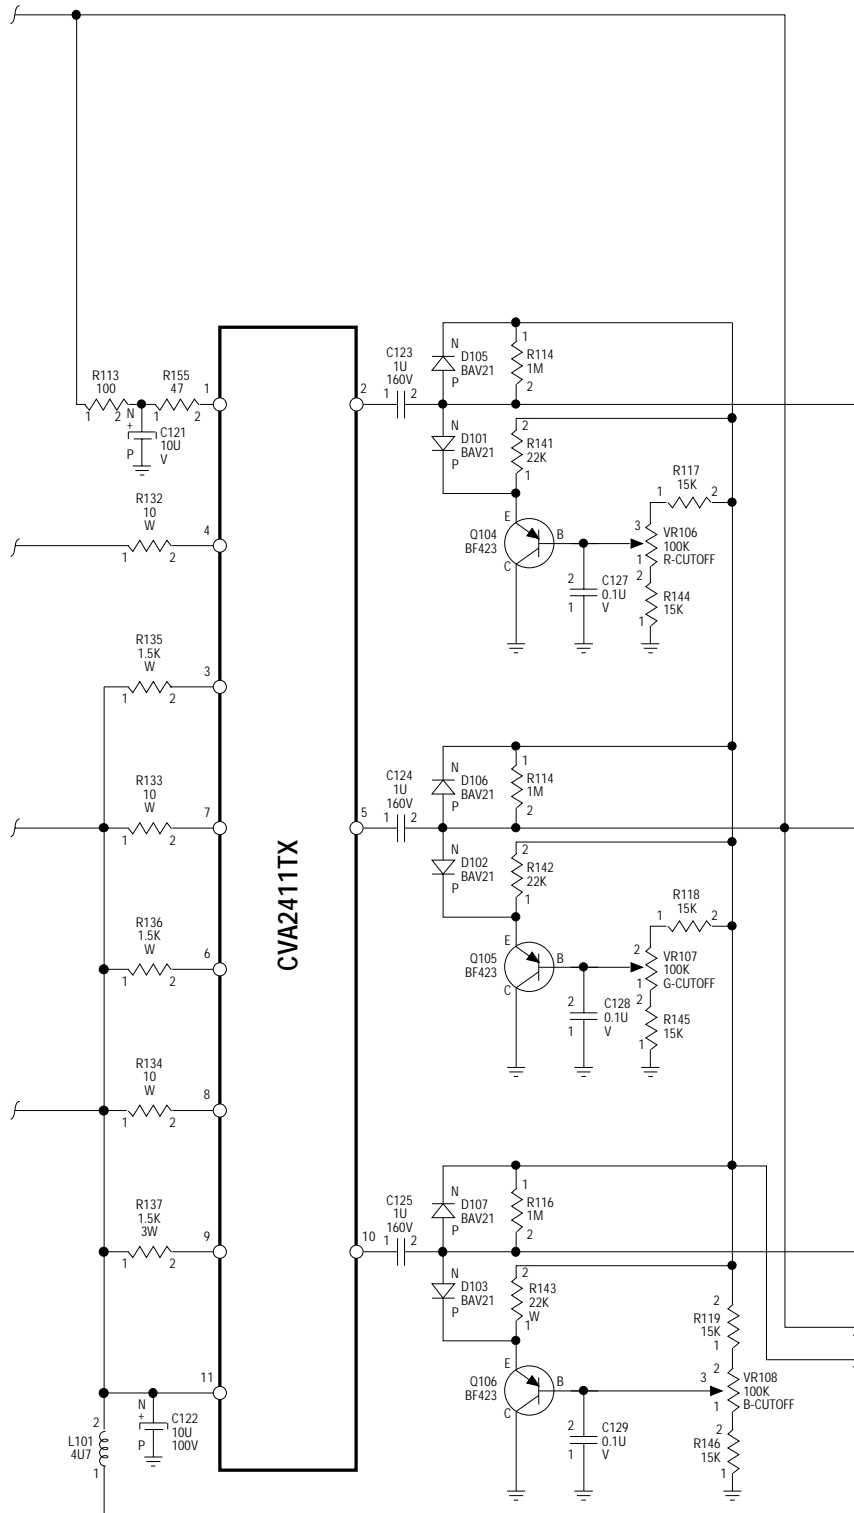 R113
100
1
2
R155
47
1
2
1
N
+
P
C121
10U
V
R132
10
W
1
2
4
R135
1.5K
W
1
2
3
R133
10
W
1
2
7
R136
1.5K
W
1
2
6
R134
10
W
1
2
8
R137
1.5K
3W
1
2
9
11
N
+
P
C122
10U
100V
2
L101
4U7
1
CVA2411TX
2
C123
1U
160V
1
2
N
D105
BAV21
P
1
R114
1M
2
N
D101
BAV21
P
2
R141
22K
1
E
Q104
BF423
B
C
2
C127
0.1U
V
1
R117
15K
1
2
3
VR106
100K
1
R-CUTOFF
2
R144
15K
1
5
C124
1U
160V
1
2
N
D106
BAV21
P
1
R114
1M
2
N
D102
BAV21
P
2
R142
22K
1
E
Q105
BF423
B
C
2
C128
0.1U
V
1
R118
15K
1
2
2
VR107
100K
1
G-CUTOFF
2
R145
15K
1
10
C125
1U
160V
1
2
N
D107
BAV21
P
1
R116
1M
2
N
D103
BAV21
P
2
R143
22K
W
1
E
Q106
BF423
B
C
2
C129
0.1U
V
1
2
R119
15K
1
2
3
VR108
100K
1
B-CUTOFF
2
R146
15K
1